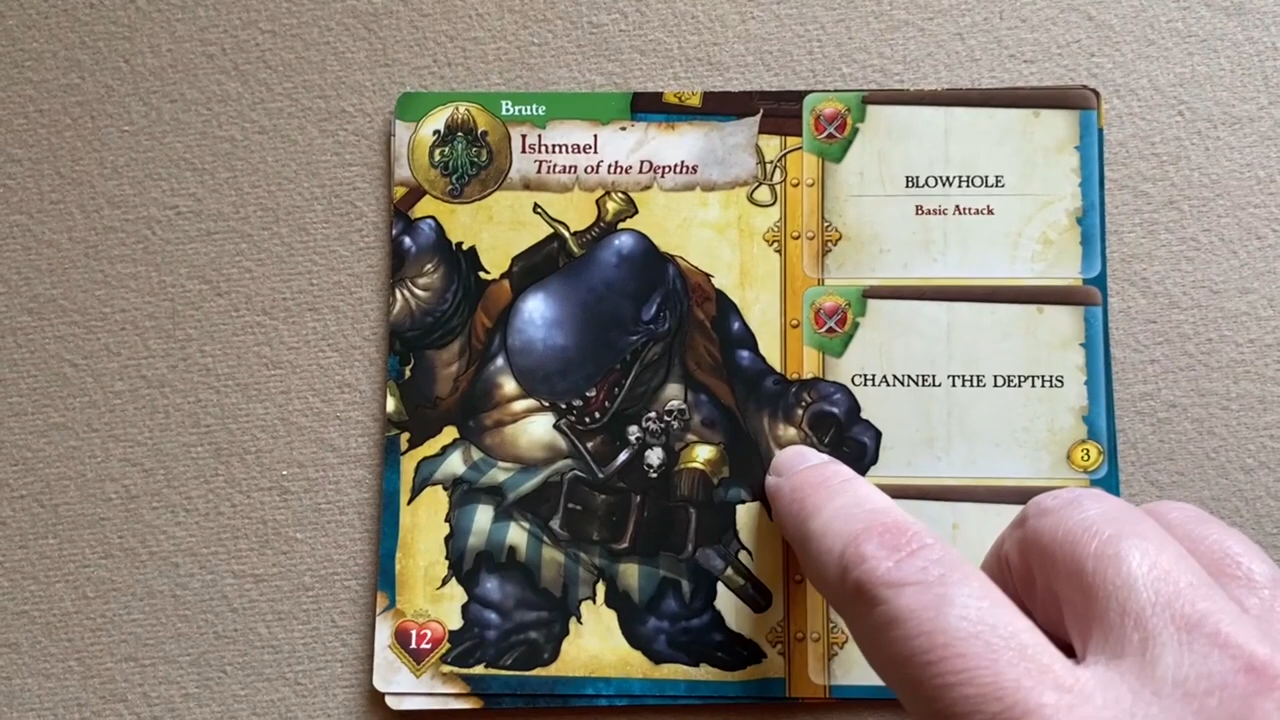 Brute
Ishmael
Titan of the Depths
12
BLOWHOLE
Basic Attack
CHANNEL THE DEPTHS
3